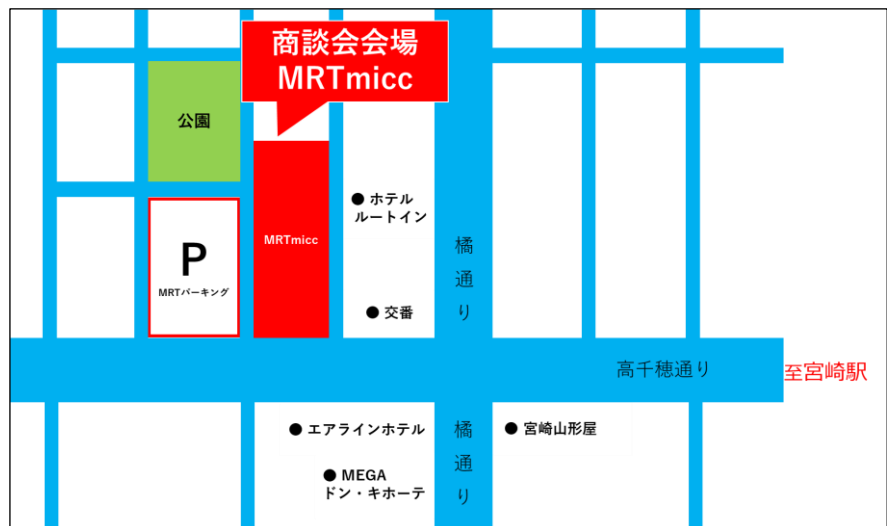 商談会会場
MRTmicc
公園
● ホテル
ルートイン
MRTmicc
P
MRTパーキング
橘通り
● 交番
高千穂通り
至宮崎駅
● エアラインホテル
橘通り
● 宮崎山形屋
● MEGA
ドン・キホーテ